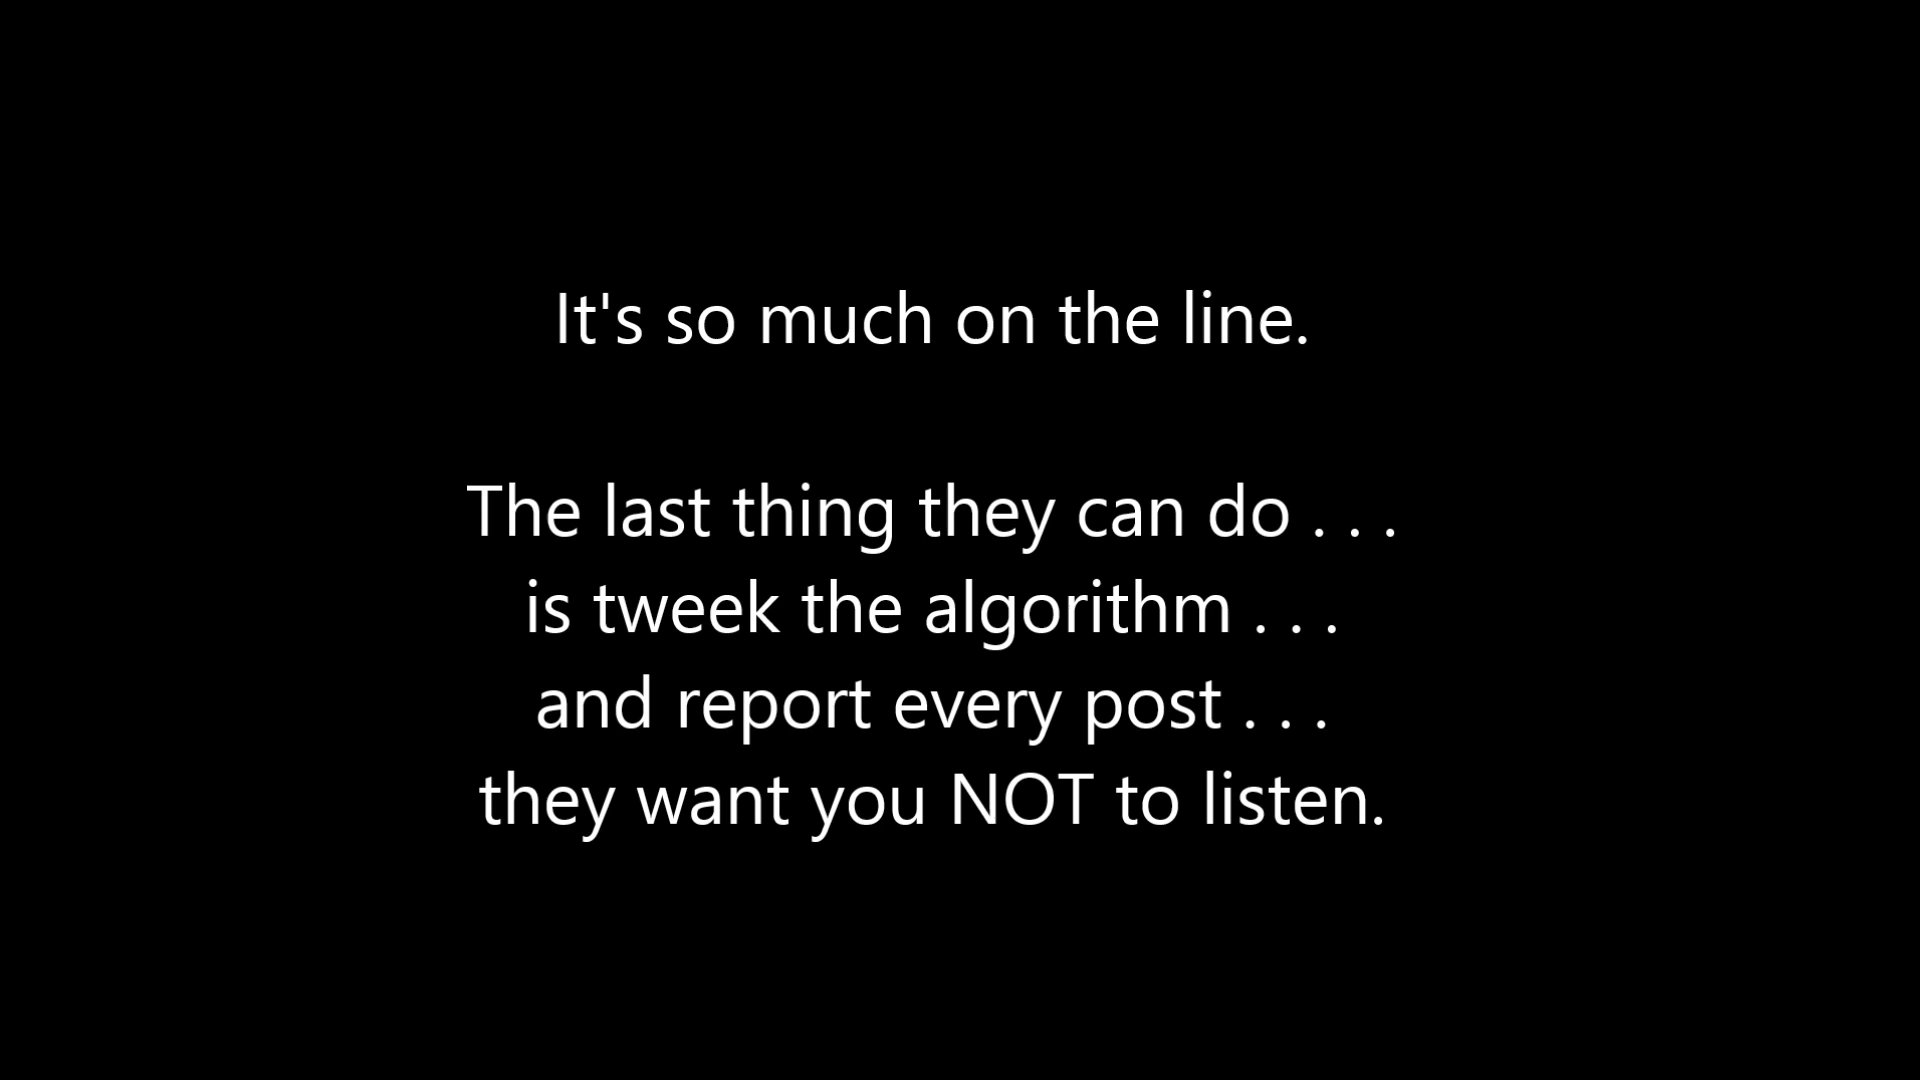 It's so much on the line.
The last thing they can do . . .
is tweek the algorithm . . .
and report every post . . .
they want you NOT to listen.